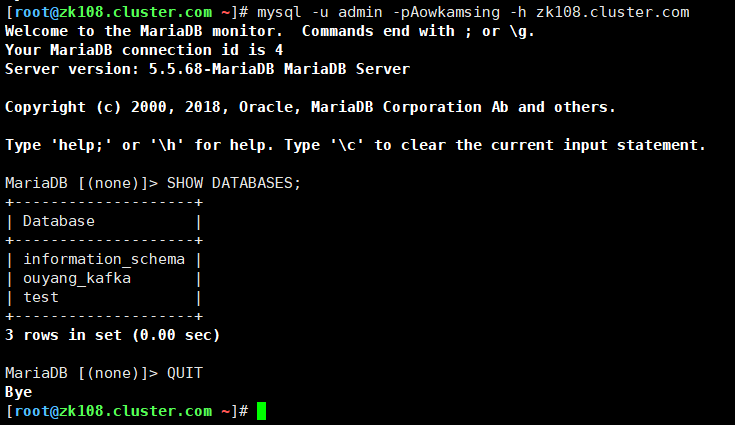 [root@zk108.cluster.com ~]# mysql -u admin -pAowkamsing -h zk108.cluster.com
Welcome to the MariaDB monitor.  Commands end with ; or \g.
Your MariaDB connection id is 4
Server version: 5.5.68-MariaDB MariaDB Server

Copyright (c) 2000, 2018, Oracle, MariaDB Corporation Ab and others.

Type 'help;' or '\h' for help. Type '\c' to clear the current input statement.

MariaDB [(none)]> SHOW DATABASES;
+--------------------+
| Database           |
+--------------------+
| information_schema |
| ouyang_kafka       |
| test               |
+--------------------+
3 rows in set (0.00 sec)

MariaDB [(none)]> QUIT
Bye
[root@zk108.cluster.com ~]#